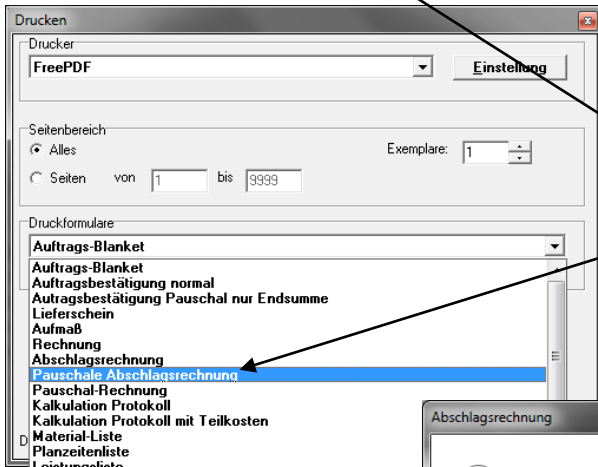 Drucken
Drucker
FreePDF
Einstellung
Seitenbereich
Alles
Exemplare: 1
Seiten von 1 bis 9999
Druckformulare
Auftrags-Blanket
Auftrags-Blanket
Auftragsbestätigung normal
Autragsbestätigung Pauschal nur Endsumme
Lieferschein
Aufmaß
Rechnung
Abschlagsrechnung
Pauschale Abschlagsrechnung
Pauschal-Rechnung
Kalkulation Protokoll
Kalkulation Protokoll mit Teilkosten
Material-Liste
Planzeitenliste
Leistungsliste
Abschlagsrechnung
D